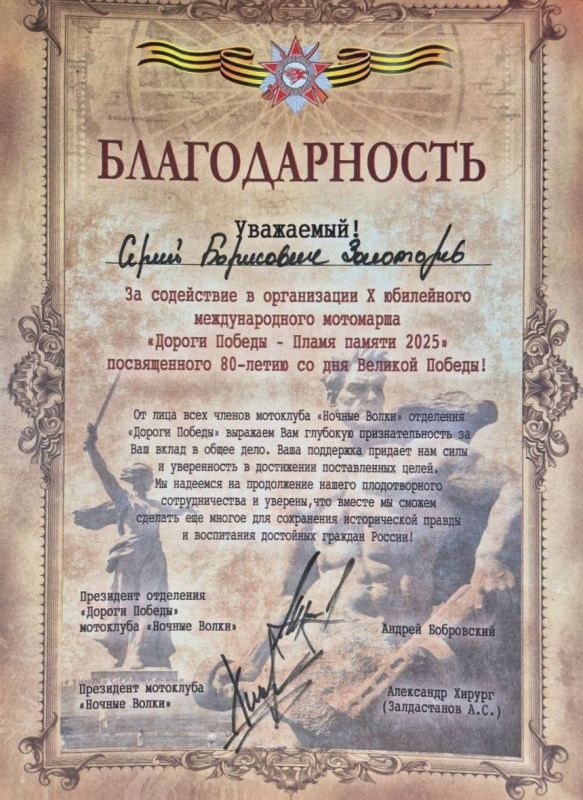 БЛАГОДАРНОСТЬ
Уважаемый!
Сергей Борисович Золоторев
За содействие в организации X юбилейного
международного мотомарша
«Дороги Победы - Пламя памяти 2025»
посвященного 80-летию со дня Великой Победы!
От лица всех членов мотоклуба «Ночные Волки» отделения
«Дороги Победы» выражаем Вам глубокую признательность за
Ваш вклад в общее дело. Ваша поддержка придает нам силы
и уверенность в достижении поставленных целей.
Мы надеемся на продолжение нашего плодотворного
сотрудничества и уверены,что вместе мы сможем
сделать еще многое для сохранения исторической правды
и воспитания достойных граждан России!
Президент отделения
«Дороги Победы»
мотоклуба «Ночные Волки»
Андрей Бобровский
Президент мотоклуба
«Ночные Волки»
Александр Хирург
(Залдастанов А.С.)